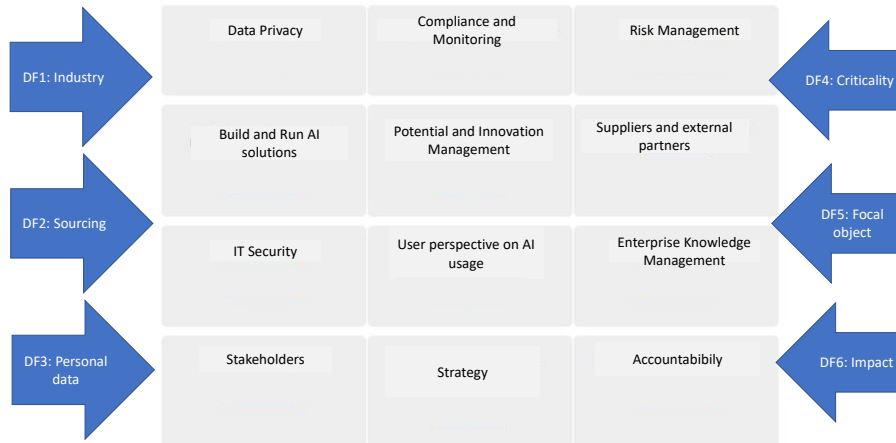 Data Privacy
Compliance and
Monitoring
Risk Management
DF1: Industry
DF4: Criticality
Build and Run AI
solutions
Potential and Innovation
Management
Suppliers and external
partners
DF2: Sourcing
DF5: Focal
object
IT Security
User perspective on AI
usage
Enterprise Knowledge
Management
DF3: Personal
data
Stakeholders
Strategy
Accountabibily
DF6: Impact